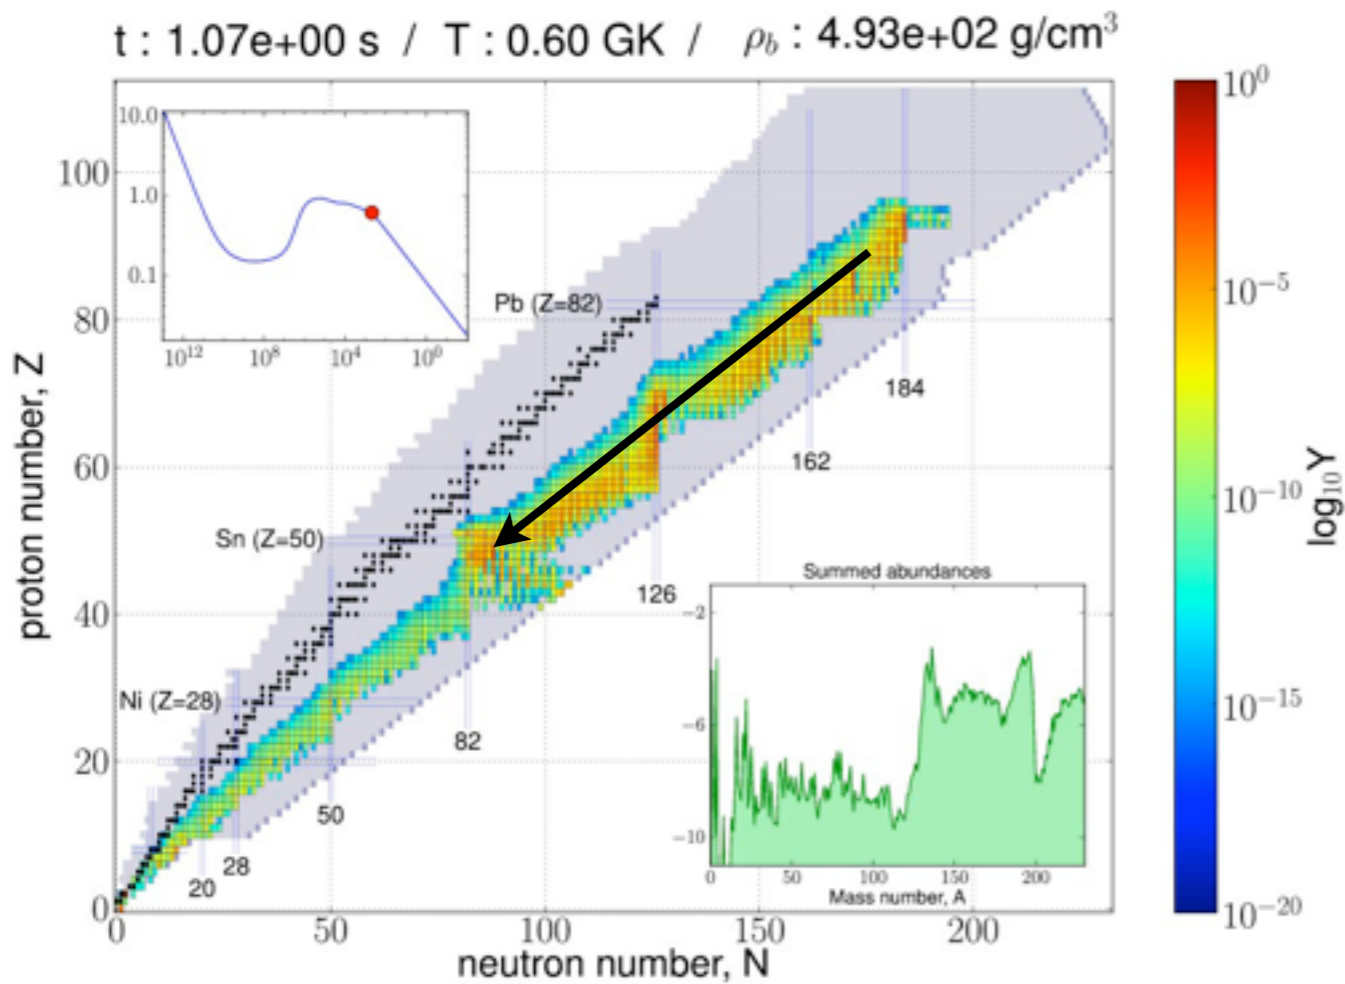 t : 1.07e+00 s / T : 0.60 GK / ρ_b : 4.93e+02 g/cm³
10.0
1.0
0.1
10¹² 10⁸ 10⁴ 10⁰
proton number, Z
100
80
60
40
20
0
Pb (Z=82)
Sn (Z=50)
Ni (Z=28)
184
162
126
82
50
28
20
Summed abundances
−2
−6
−10
0 50 100 150 200
Mass number, A
0 50 100 150 200
neutron number, N
10⁰
10⁻⁵
10⁻¹⁰
10⁻¹⁵
10⁻²⁰
log₁₀Y